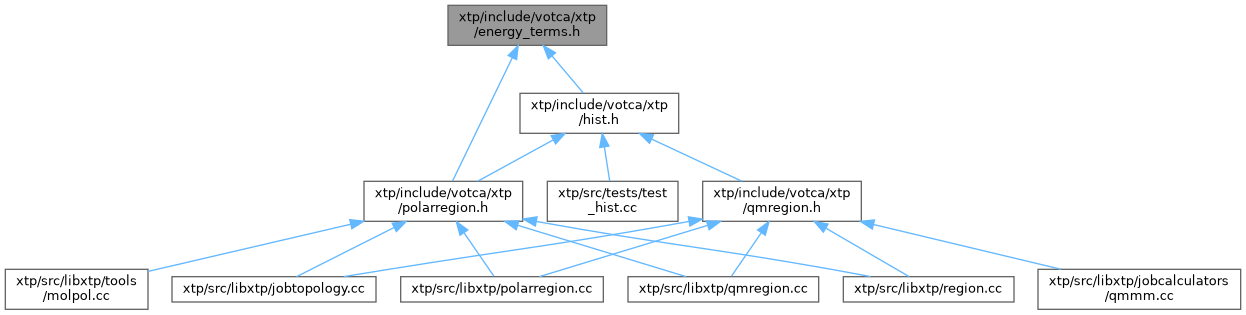 xtp/include/votca/xtp
/energy_terms.h
xtp/include/votca/xtp
/hist.h
xtp/include/votca/xtp
/polarregion.h
xtp/src/tests/test
_hist.cc
xtp/include/votca/xtp
/qmregion.h
xtp/src/libxtp/tools
/molpol.cc
xtp/src/libxtp/jobtopology.cc
xtp/src/libxtp/polarregion.cc
xtp/src/libxtp/qmregion.cc
xtp/src/libxtp/region.cc
xtp/src/libxtp/jobcalculators
/qmmm.cc